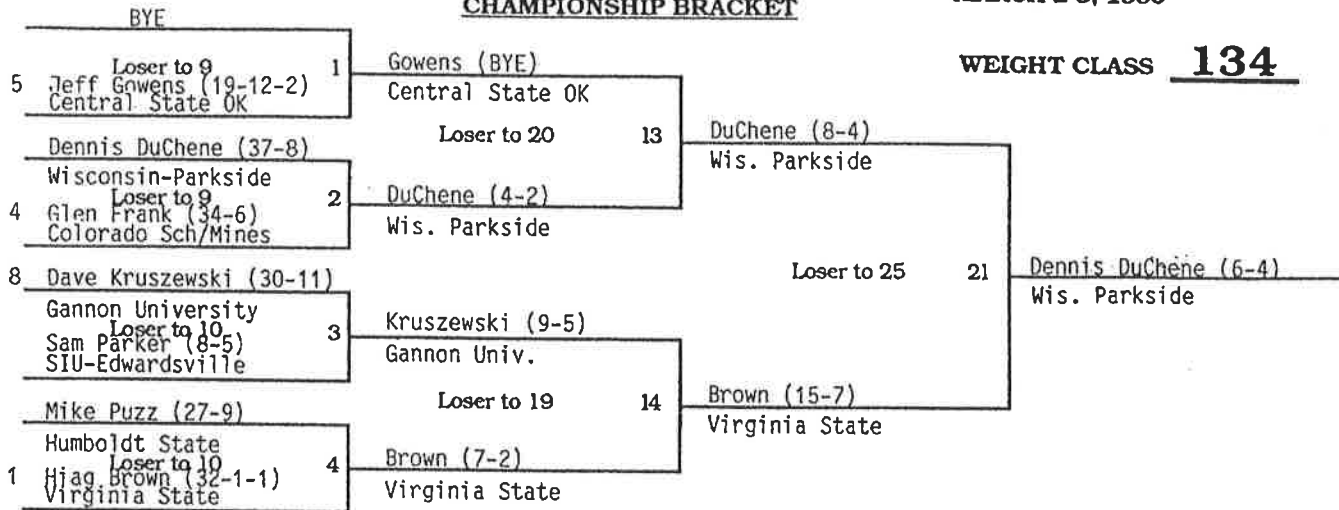 CHAMPIONSHIP BRACKET
WEIGHT CLASS 134
BYE
Loser to 9 1
5 Jeff Gowens (19-12-2)
Central State OK
Dennis DuChene (37-8)
Wisconsin-Parkside
Loser to 9 2
4 Glen Frank (34-6)
Colorado Sch/Mines
8 Dave Kruszewski (30-11)
Gannon University
Loser to 10 3
Sam Parker (8-5)
SIU-Edwardsville
Mike Puzz (27-9)
Humboldt State
Loser to 10 4
1 Hiag Brown (32-1-1)
Virginia State
Gowens (BYE)
Central State OK
Loser to 20 13
DuChene (4-2)
Wis. Parkside
Kruszewski (9-5)
Gannon Univ.
Loser to 19 14
Brown (7-2)
Virginia State
DuChene (8-4)
Wis. Parkside
Loser to 25 21
Brown (15-7)
Virginia State
Dennis DuChene (6-4)
Wis. Parkside